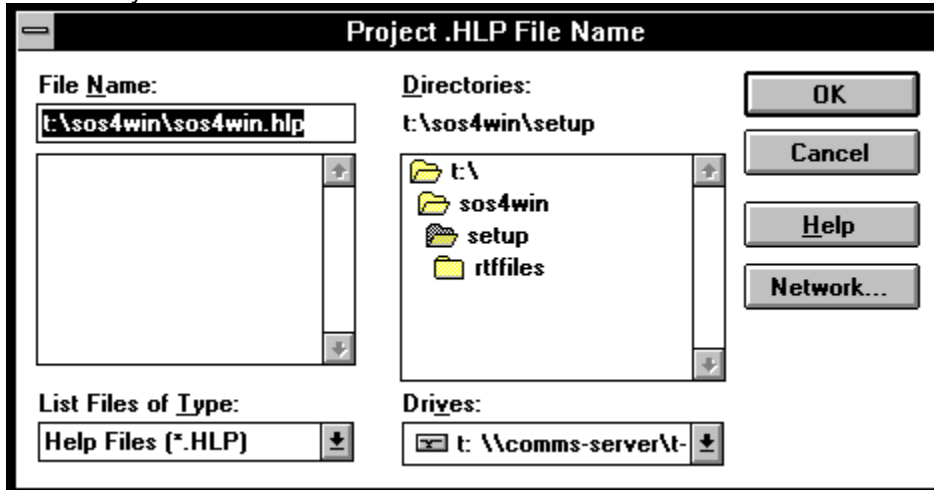 Project .HLP File Name
File Name:
t:\sos4win\sos4win.hlp
Directories:
t:\sos4win\setup
t:\
sos4win
setup
rtffiles
OK
Cancel
Help
Network...
List Files of Type:
Help Files (*.HLP)
Drives:
t: \\comms-server\t-